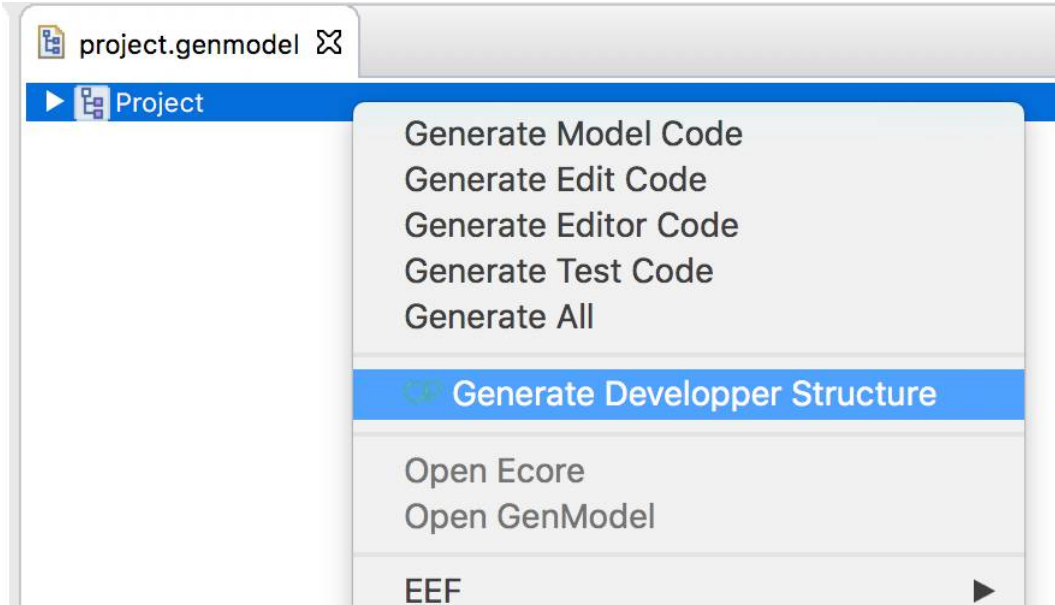 project.genmodel
Project
Generate Model Code
Generate Edit Code
Generate Editor Code
Generate Test Code
Generate All
Generate Developper Structure
Open Ecore
Open GenModel
EEF